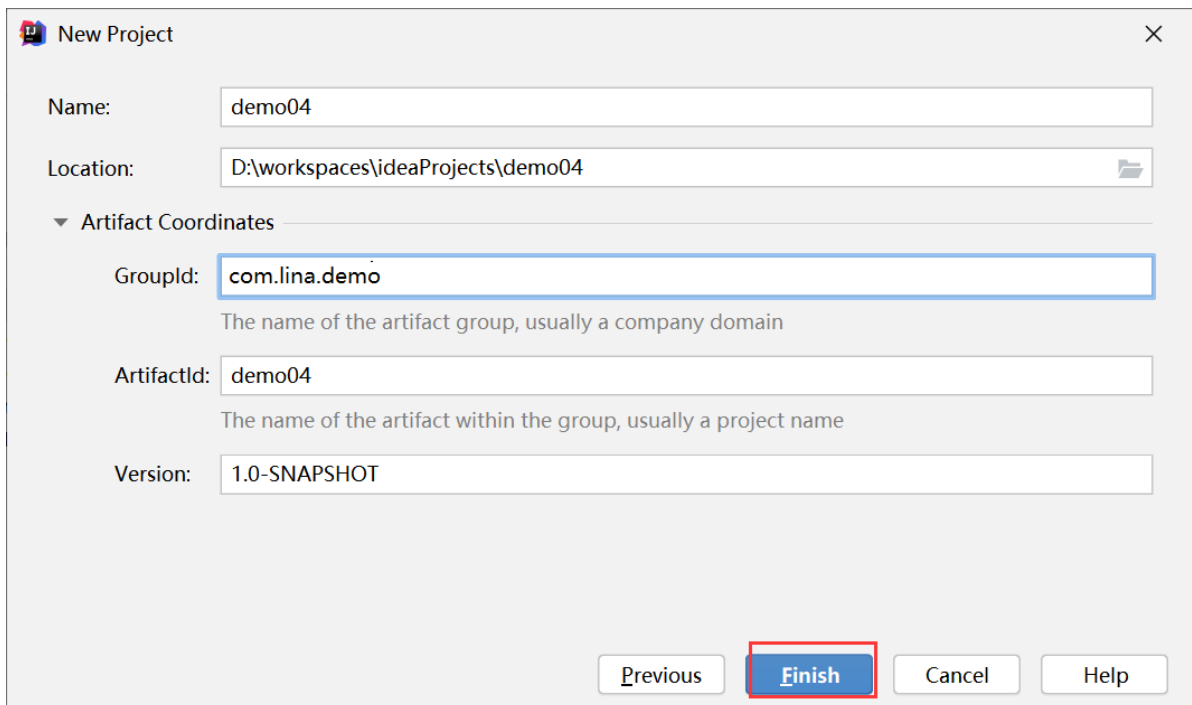 New Project
Name: demo04
Location: D:\workspaces\ideaProjects\demo04
Artifact Coordinates
GroupId: com.lina.demo
The name of the artifact group, usually a company domain
ArtifactId: demo04
The name of the artifact within the group, usually a project name
Version: 1.0-SNAPSHOT
Previous Finish Cancel Help